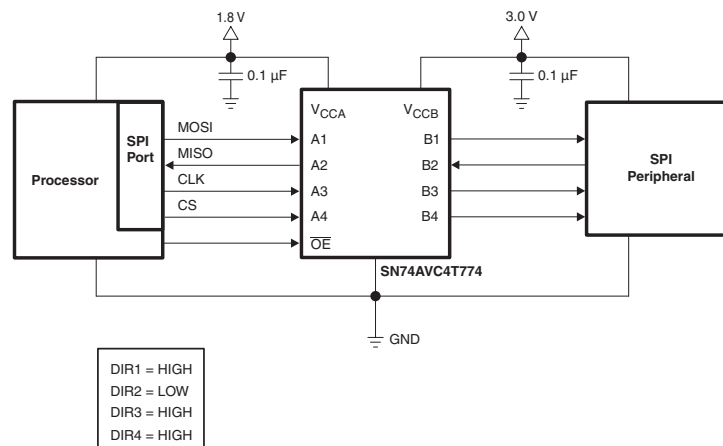 1.8 V
3.0 V
0.1 µF
0.1 µF
Processor
SPI
Port
MOSI
MISO
CLK
CS
VCCA
VCCB
A1
A2
A3
A4
OE
B1
B2
B3
B4
SPI
Peripheral
SN74AVC4T774
GND
DIR1 = HIGH
DIR2 = LOW
DIR3 = HIGH
DIR4 = HIGH